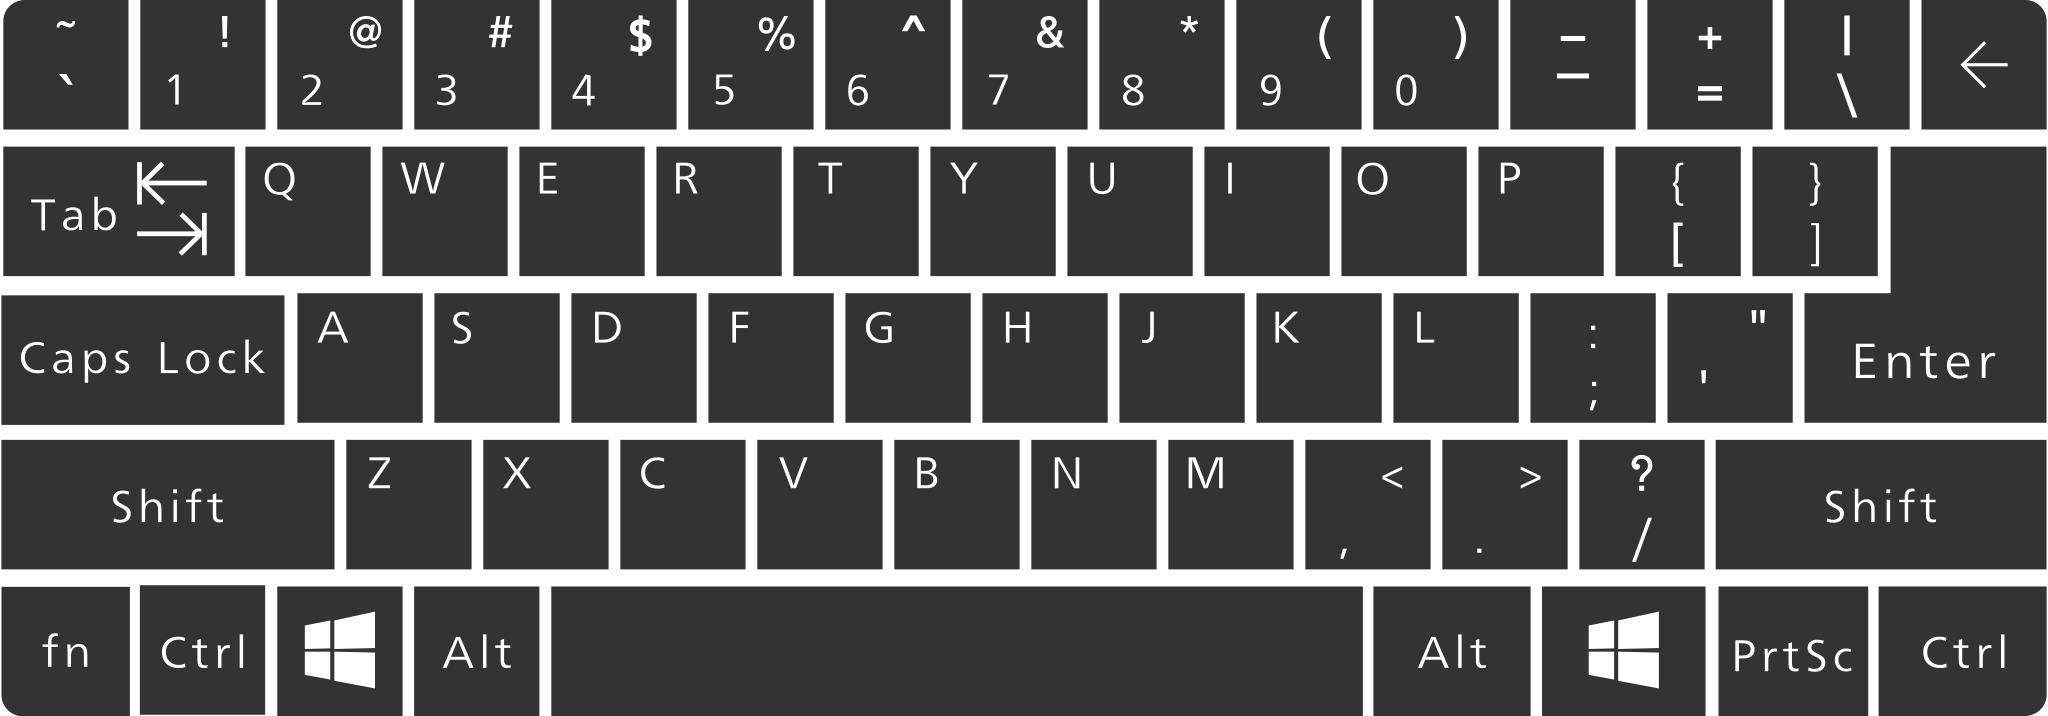 ~ ! @ # $ % ^ & * ( ) – + |
` 1 2 3 4 5 6 7 8 9 0 — = \ ←
Tab Q W E R T Y U I O P { }
[ ]
Caps Lock A S D F G H J K L : "
; ' Enter
Shift Z X C V B N M < > ? Shift
, . /
fn Ctrl Alt Alt PrtSc Ctrl